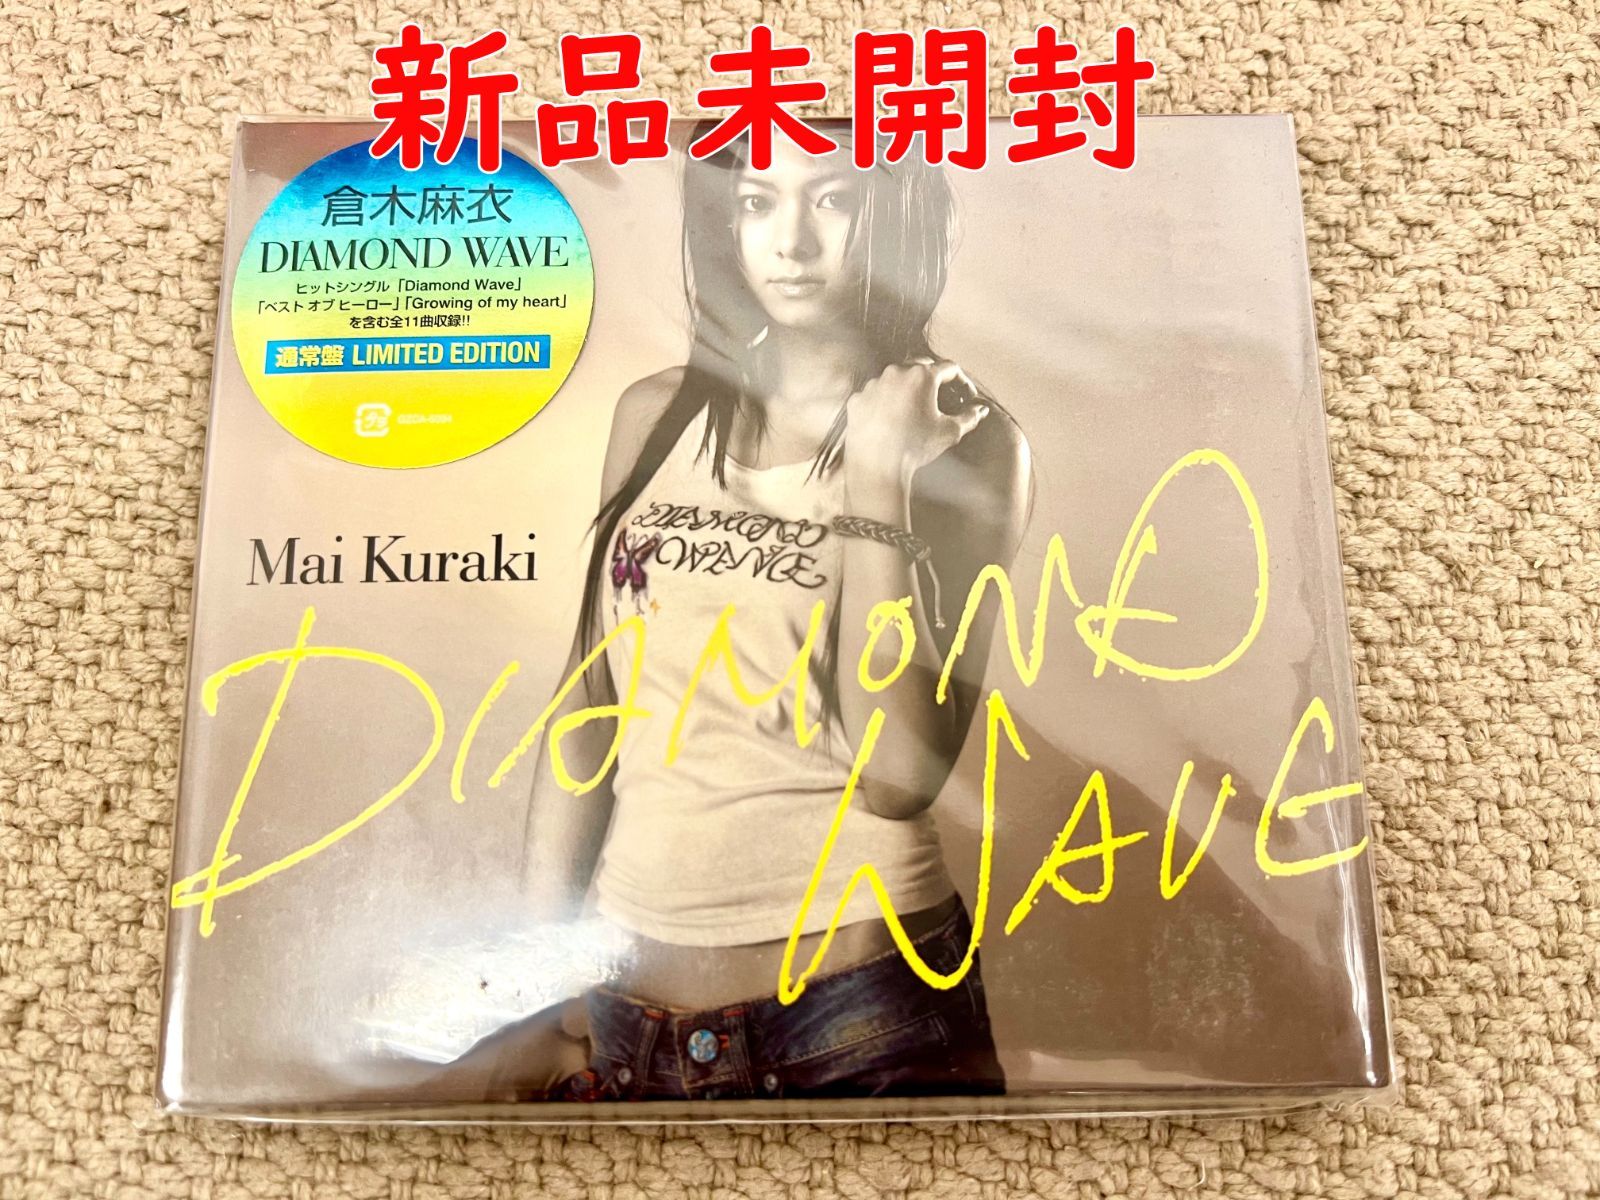 新品未開封
倉木麻衣
DIAMOND WAVE
ヒットシングル「Diamond Wave」
「ベスト オブ ヒーロー」「Growing of my heart」
を含む全11曲収録!!
通常盤 LIMITED EDITION
Mai Kuraki
DIAMOND
WAVE
DIAMOND
WAVE